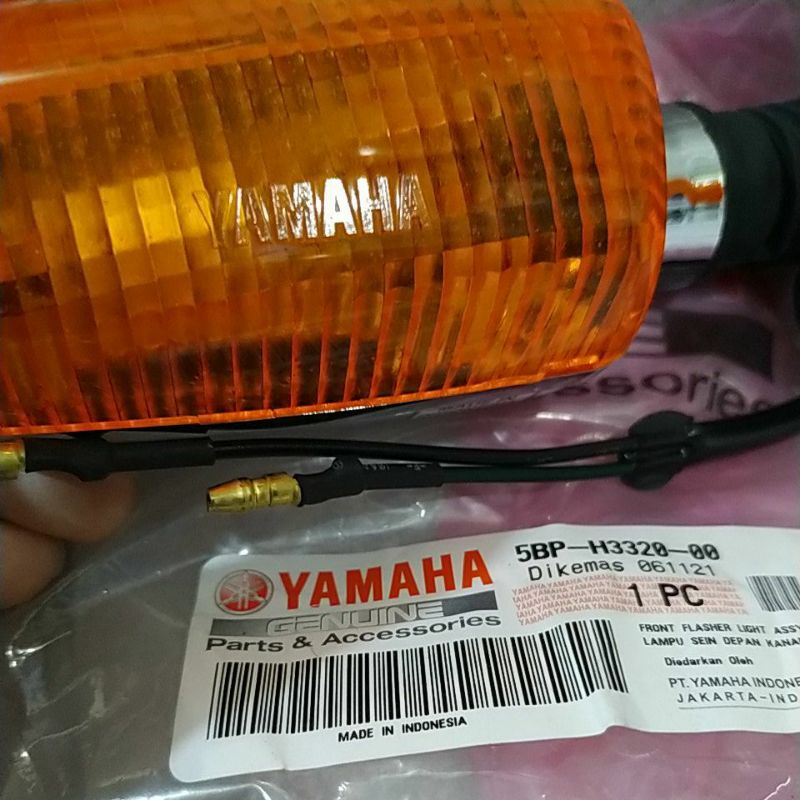 YAMAHA
ssories
YAMAHA
GENUINE
Parts & Accessories
5BP-H3320-00
Dikemas 061121
1 PC
FRONT FLASHER LIGHT ASSY
LAMPU SEIN DEPAN KANA
Diedarkan Oleh
PT. YAMAHA INDONE
JAKARTA-IND
MADE IN INDONESIA